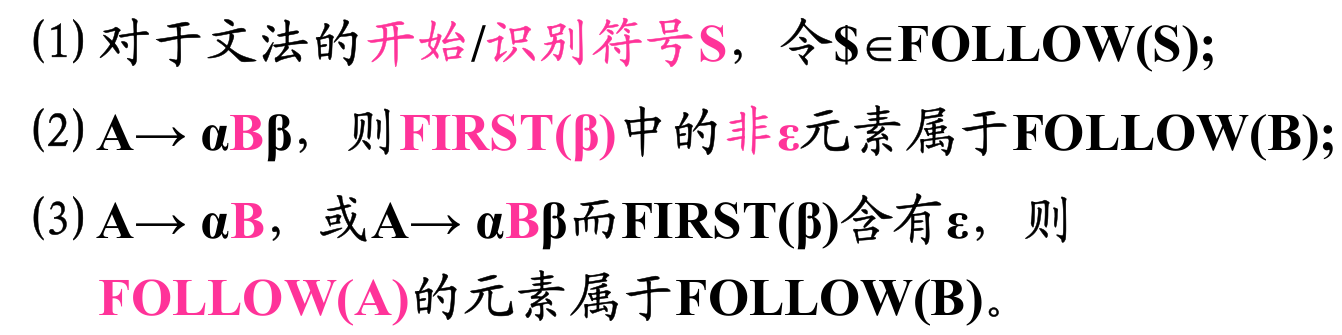 (1) 对于文法的开始/识别符号S，令$∈FOLLOW(S);
(2) A→ αBβ，则FIRST(β)中的非ε元素属于FOLLOW(B);
(3) A→ αB，或A→ αBβ而FIRST(β)含有ε，则
FOLLOW(A)的元素属于FOLLOW(B)。